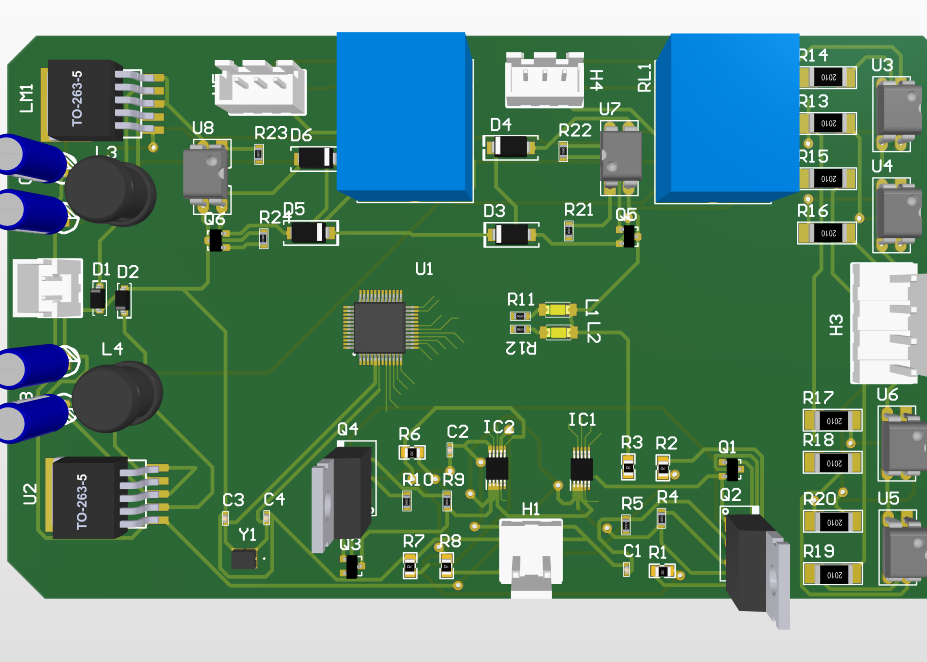 LM1
TO-263-5
H4
RL1
R14
U3
R13
U8
R23
D6
D4
R22
U7
L3
R15
U4
R16
Q6
R24
D5
D3
R21
Q5
D1
D2
U1
R11
L1
L2
R12
H3
L4
R17
U6
R18
Q4
R6
C2
IC2
IC1
R3
R2
Q1
U2
TO-263-5
R10
R9
C3
C4
H1
R5
R4
Q2
R20
U5
Y1
Q3
R7
R8
C1
R1
R19
2010
2010
2010
2010
2010
2010
2010
2010